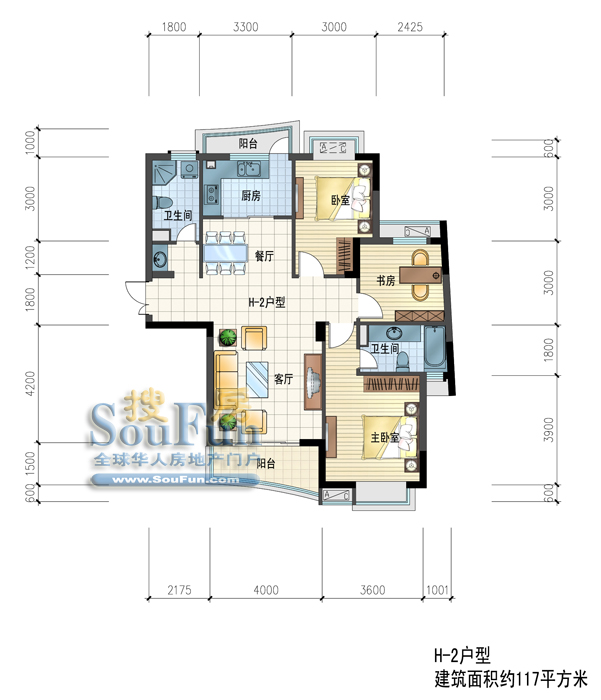 1800 3300 3000 2425
1000
3000
1200
1800
4200
1500
600
600
3000
3000
1800
3900
600
阳台
厨房
卫生间
卧室
餐厅
书房
H-2户型
卫生间
客厅
主卧室
阳台
A
A
搜房
SouFun
全球华人房地产门户
www.SouFun.com
2175 4000 3600 1001
H-2户型
建筑面积约117平方米